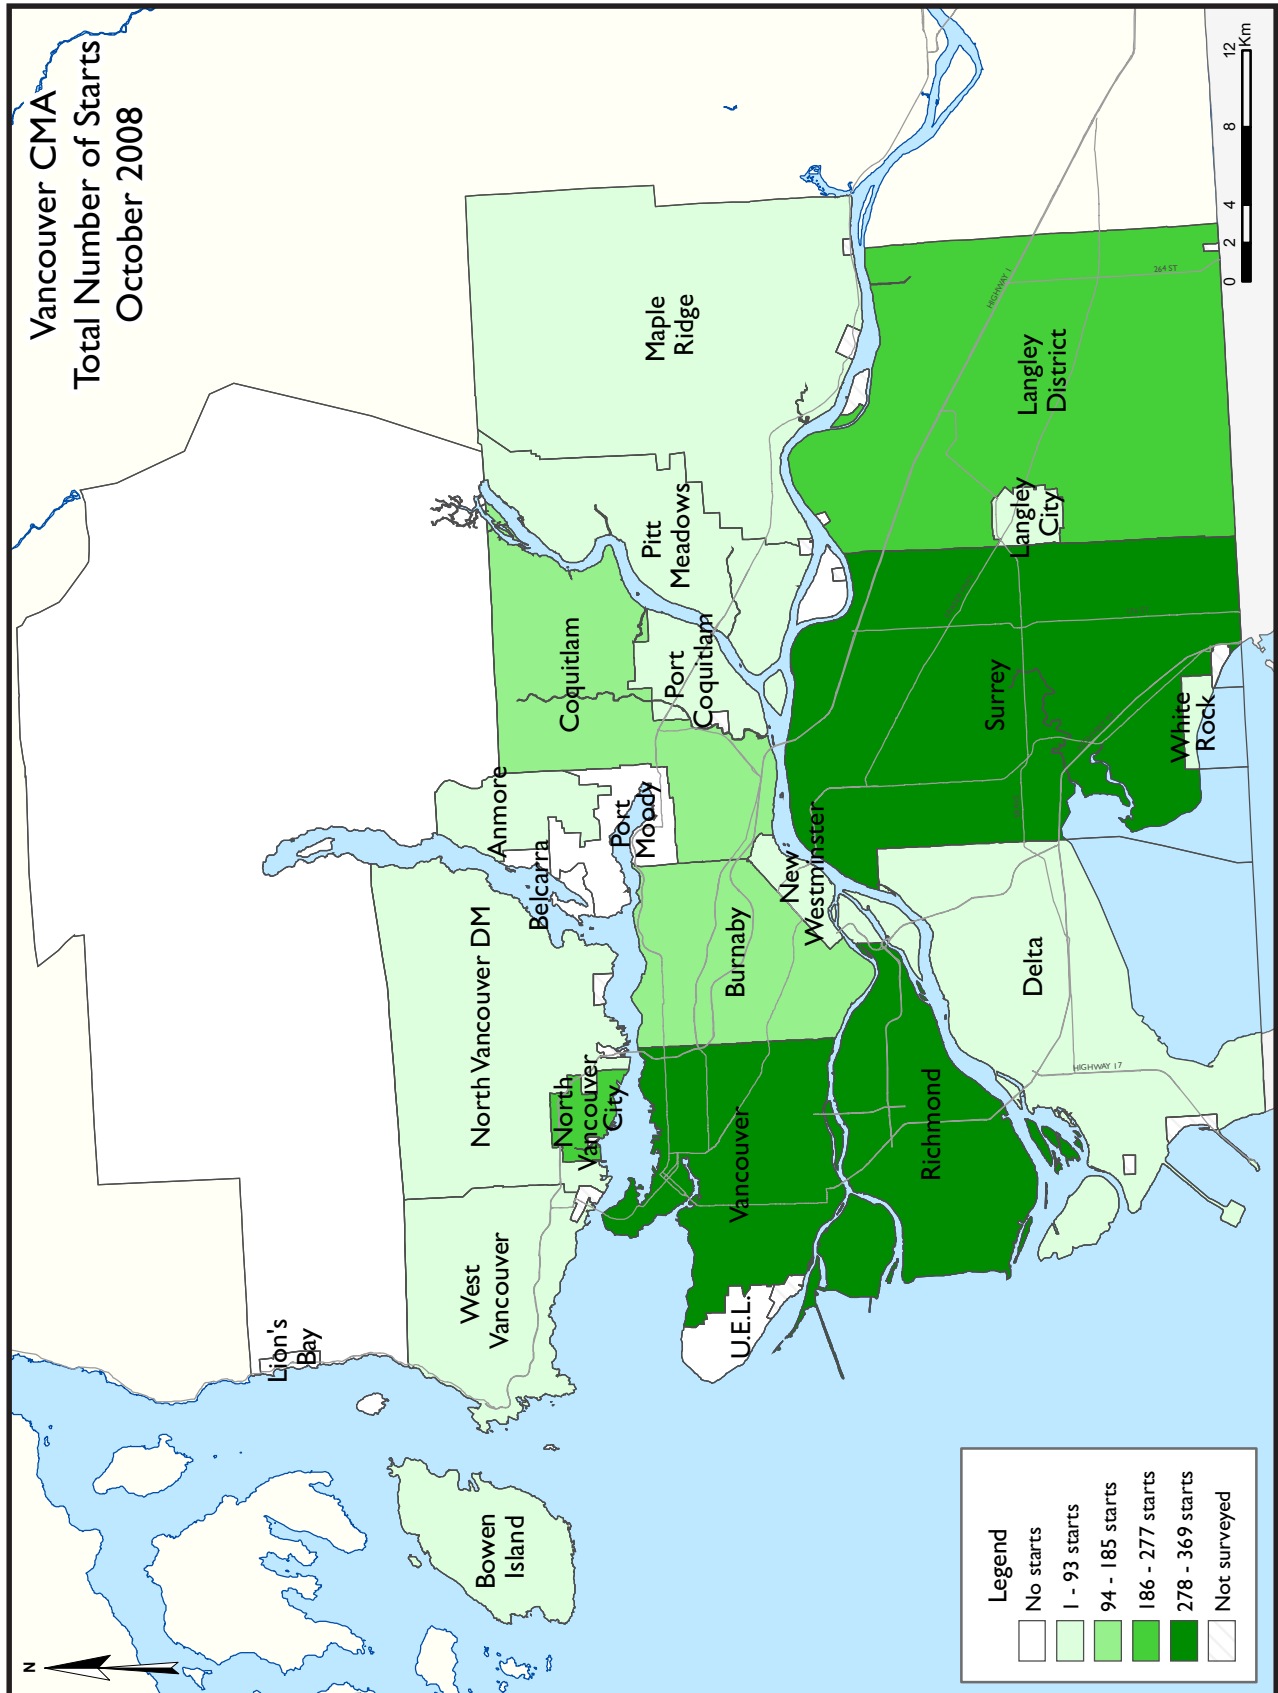 Vancouver CMA
Total Number of Starts
October 2008
N
Lion's
Bay
Bowen
Island
West
Vancouver
North Vancouver DM
North
Vancouver
City
Belcarra
Anmore
Port
Moody
Coquitlam
Port
Coquitlam
Pitt
Meadows
Maple
Ridge
U.E.L.
Vancouver
Burnaby
New
Westminster
Richmond
Delta
Surrey
White
Rock
Langley
City
Langley
District
HIGHWAY 1
264 ST
HIGHWAY 17
Legend
No starts
1 - 93 starts
94 - 185 starts
186 - 277 starts
278 - 369 starts
Not surveyed
0 2 4 8 12
Km